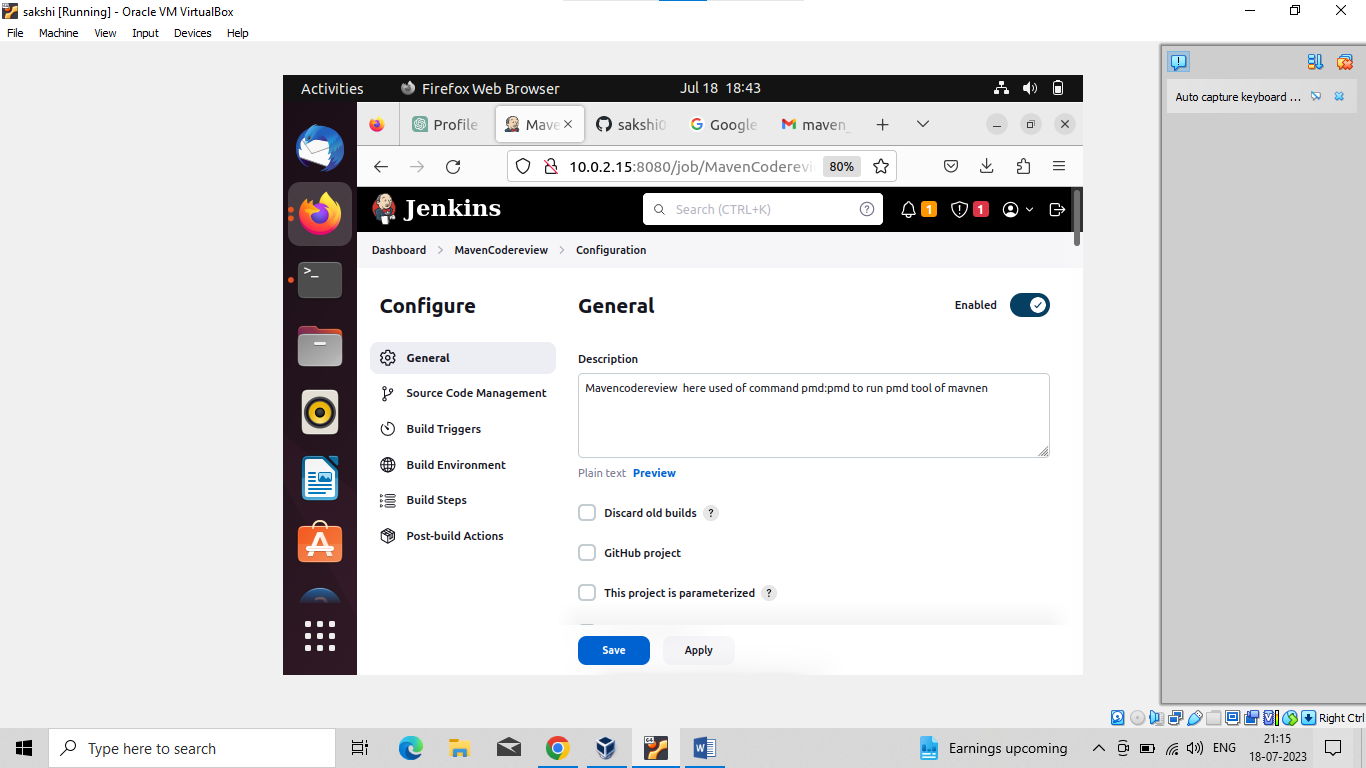 sakshi [Running] - Oracle VM VirtualBox
File Machine View Input Devices Help
Activities Firefox Web Browser Jul 18 18:43
Profile Mave sakshi0 Google maven_
10.0.2.15:8080/job/MavenCoderevi 80%
Jenkins Search (CTRL+K) ? 1 1
Dashboard > MavenCodereview > Configuration
Configure
General
Source Code Management
Build Triggers
Build Environment
Build Steps
Post-build Actions
General Enabled
Description
Mavencodereview here used of command pmd:pmd to run pmd tool of mavnen
Plain text Preview
Discard old builds ?
GitHub project
This project is parameterized ?
Save Apply
Auto capture keyboard ...
Right Ctrl
Type here to search
64
Earnings upcoming
ENG
21:15
18-07-2023